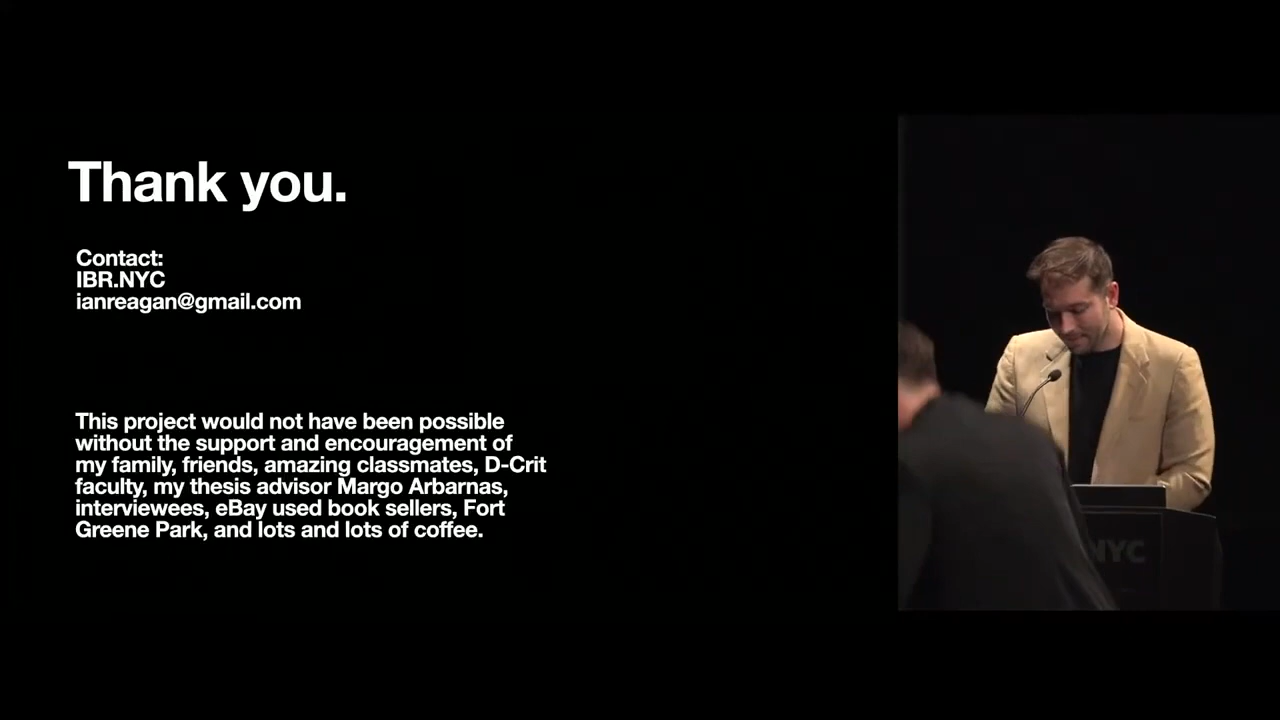 Thank you.
Contact:
IBR.NYC
ianreagan@gmail.com
This project would not have been possible
without the support and encouragement of
my family, friends, amazing classmates, D-Crit
faculty, my thesis advisor Margo Arbarnas,
interviewees, eBay used book sellers, Fort
Greene Park, and lots and lots of coffee.
NYC